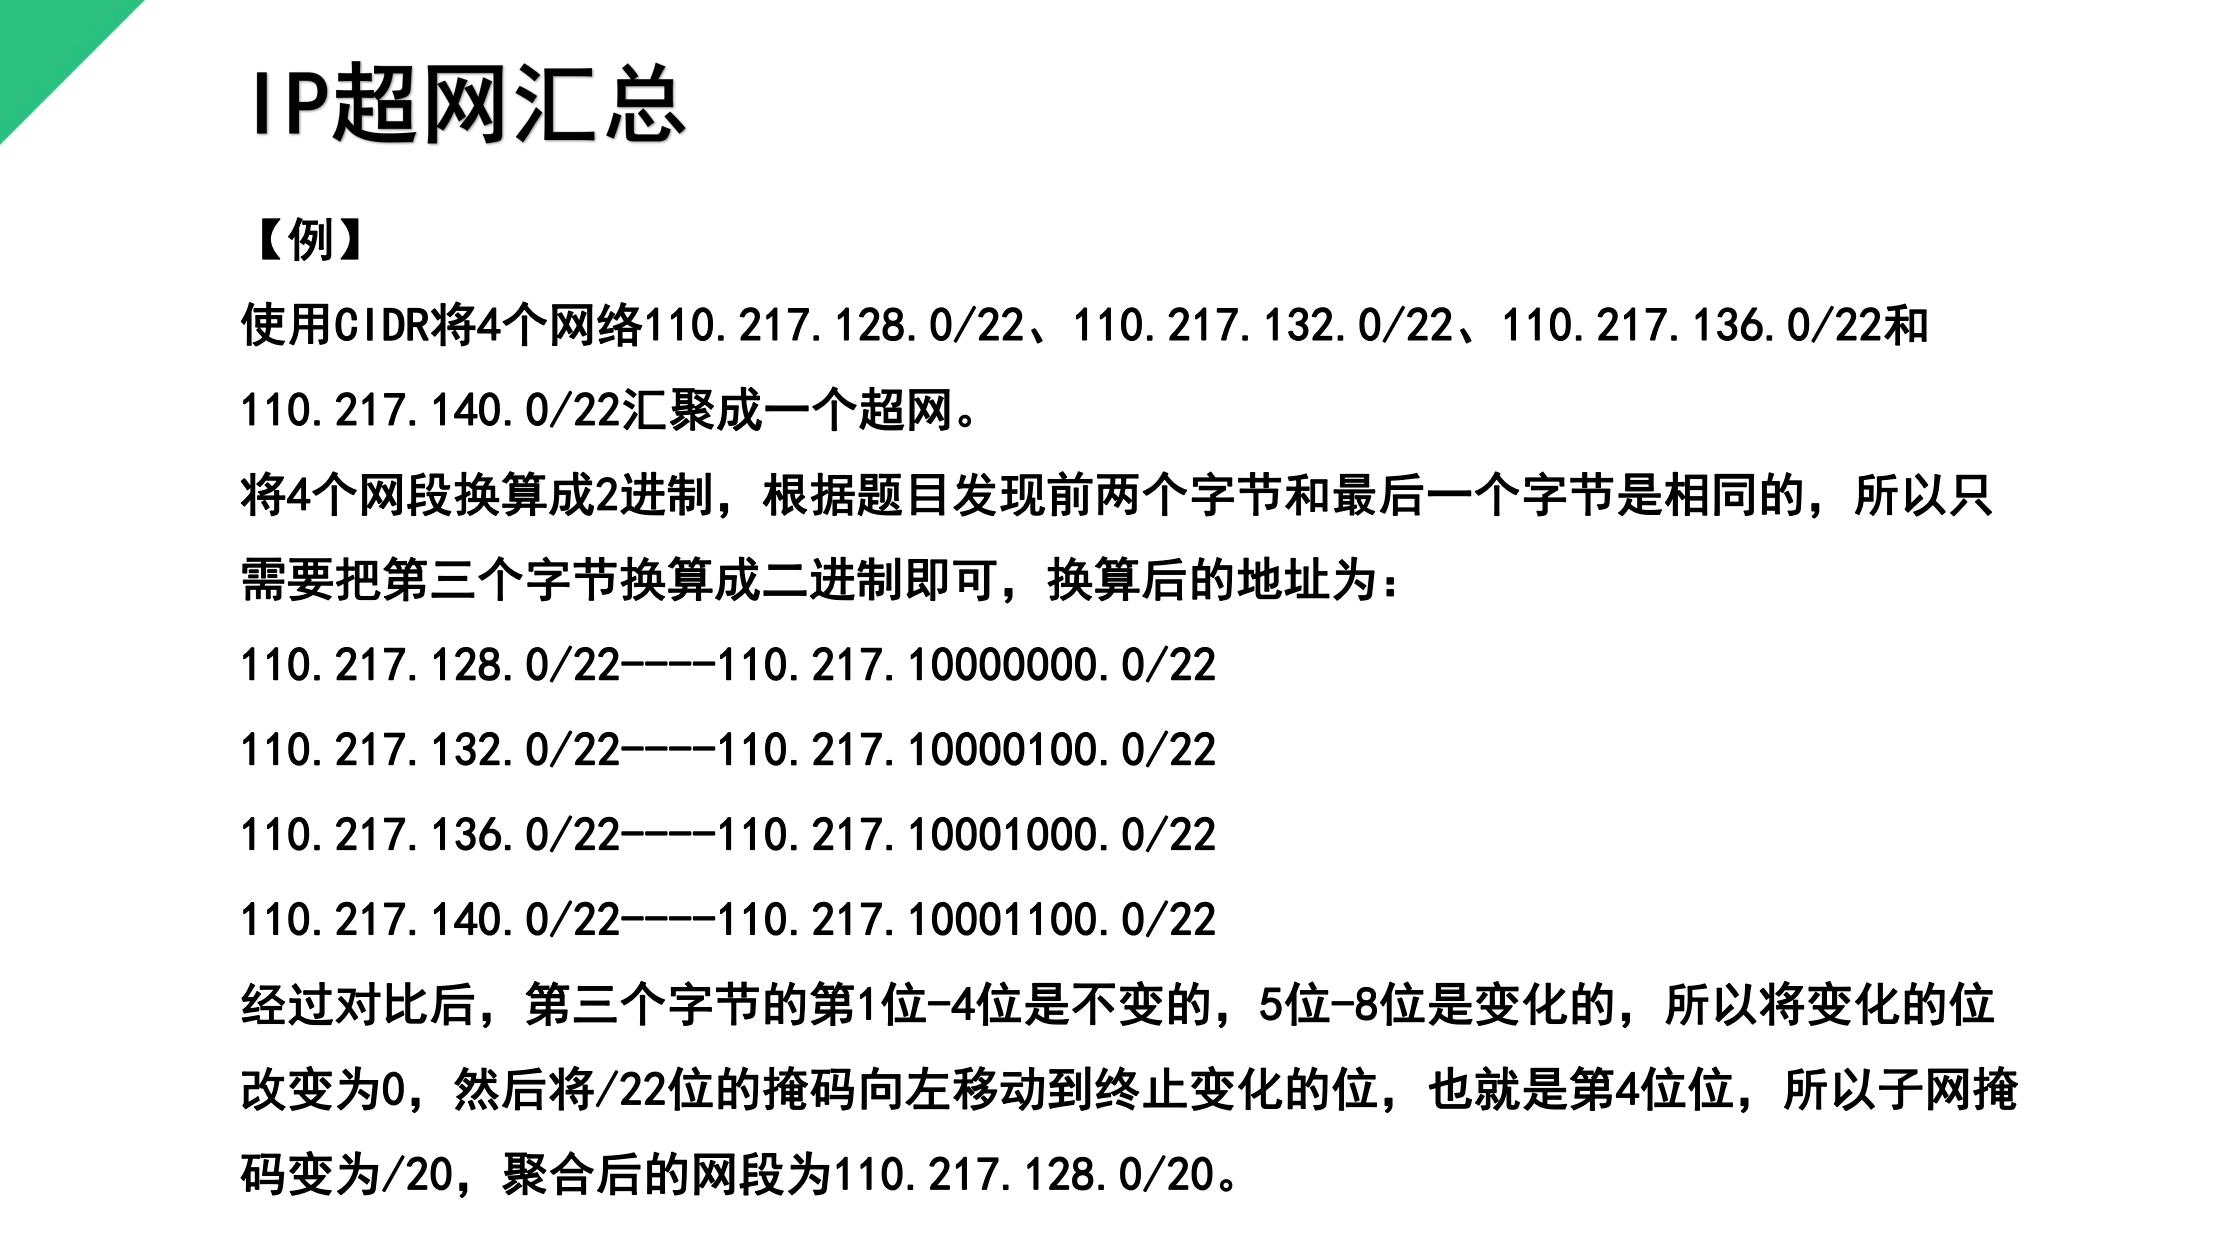 IP超网汇总
【例】
使用CIDR将4个网络110.217.128.0/22、110.217.132.0/22、110.217.136.0/22和
110.217.140.0/22汇聚成一个超网。
将4个网段换算成2进制，根据题目发现前两个字节和最后一个字节是相同的，所以只
需要把第三个字节换算成二进制即可，换算后的地址为：
110.217.128.0/22----110.217.10000000.0/22
110.217.132.0/22----110.217.10000100.0/22
110.217.136.0/22----110.217.10001000.0/22
110.217.140.0/22----110.217.10001100.0/22
经过对比后，第三个字节的第1位-4位是不变的，5位-8位是变化的，所以将变化的位
改变为0，然后将/22位的掩码向左移动到终止变化的位，也就是第4位位，所以子网掩
码变为/20，聚合后的网段为110.217.128.0/20。